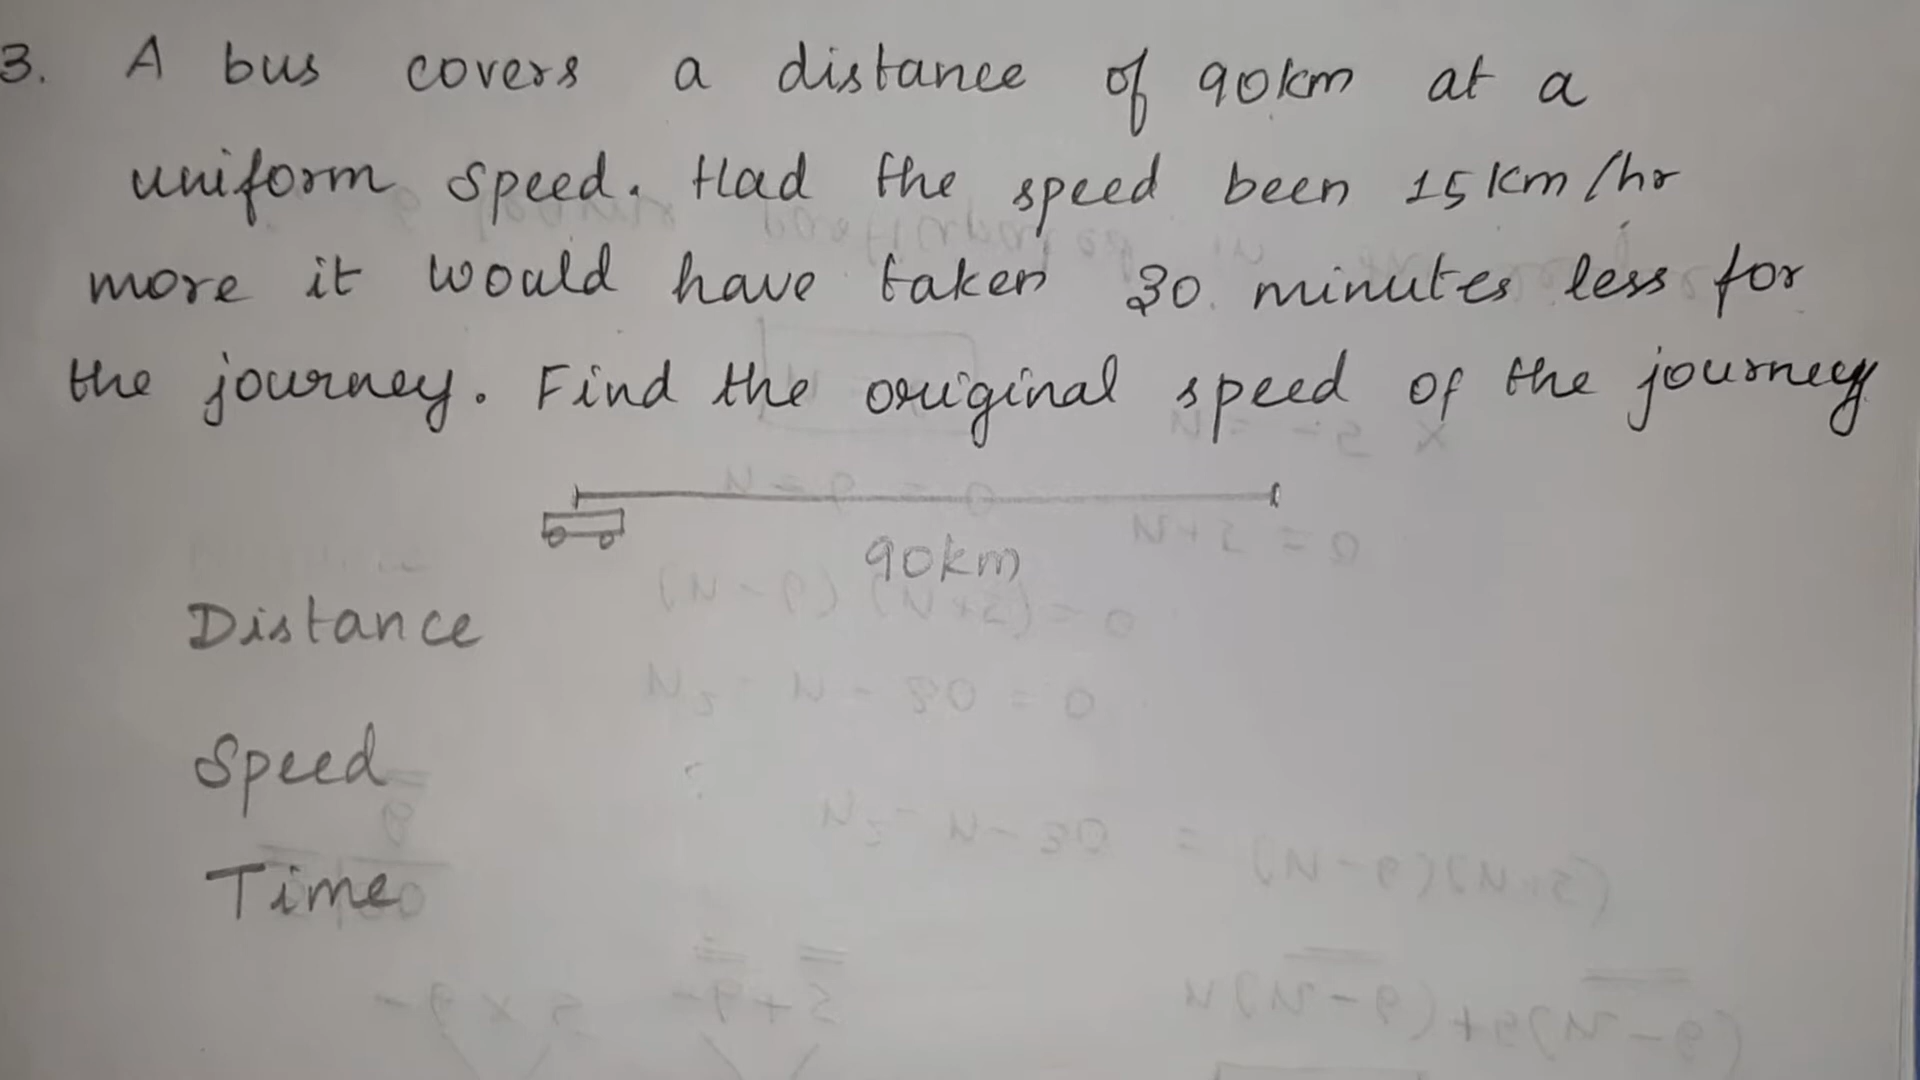 3. A bus covers a distance of 90km at a
uniform speed. Had the speed been 15km/hr
more it would have taken 30 minutes less for
the journey. Find the original speed of the journey
90km
Distance
Speed
Time